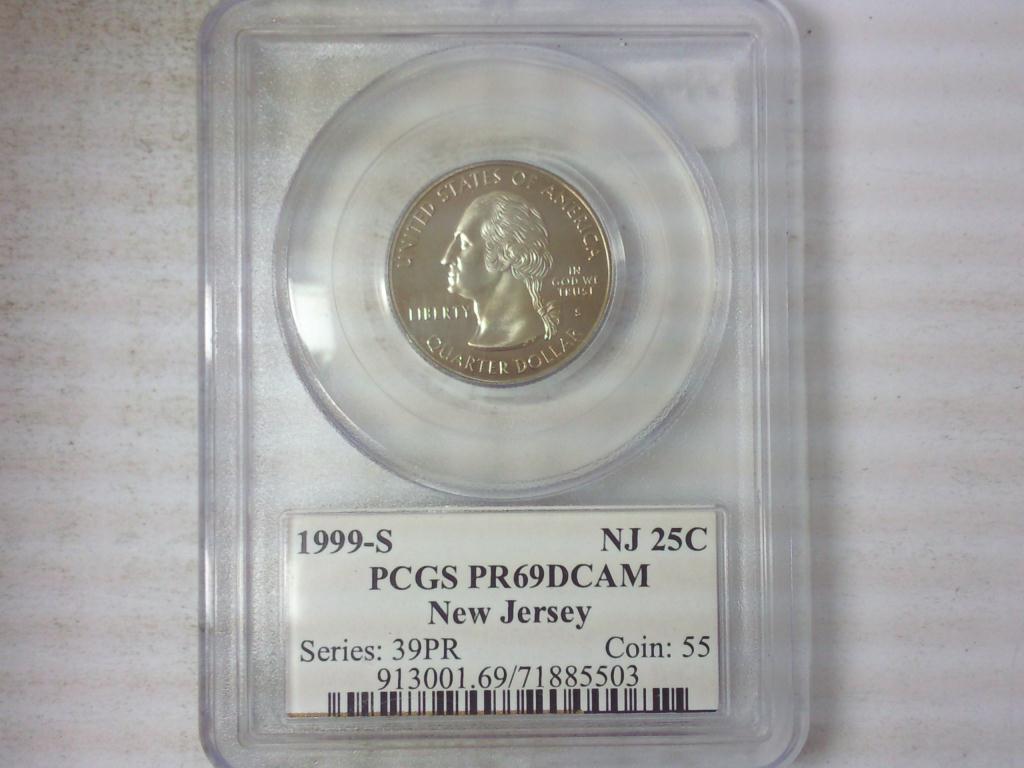 UNITED STATES OF AMERICA
IN
GOD WE
TRUST
LIBERTY
S
QUARTER DOLLAR
1999-S NJ 25C
PCGS PR69DCAM
New Jersey
Series: 39PR Coin: 55
913001.69/71885503